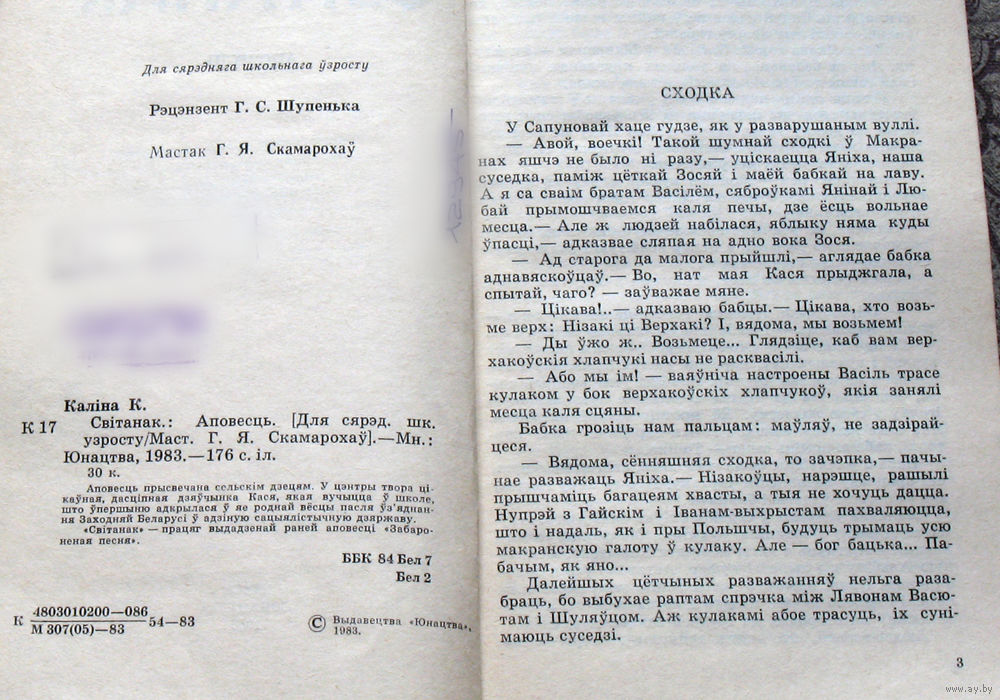 Для сярэдняга школьнага ўзросту
Рэцэнзент Г. С. Шупенька
Мастак Г. Я. Скамарохаў
Каліна К.
К 17
Світанак.: Аповесць. [Для сярэд. шк.
узросту/Маст. Г. Я. Скамарохаў].—Мн.:
Юнацтва, 1983.—176 с. іл.
30 к.
Аповесць прысвечана сельскім дзецям. У цэнтры твора ці-
каўная, дасціпная дзяўчынка Кася, якая вучыцца ў школе,
што ўпершыню адкрылася ў яе роднай вёсцы пасля ўз'яднан-
ня Заходняй Беларусі ў адзіную сацыялістычную дзяржаву.
«Світанак» — працяг выдадзенай раней аповесці «Забаро-
неная песня».
ББК 84 Бел 7
Бел 2
К 4803010200—086
М 307(05)—83
54—83
© Выдавецтва «Юнацтва»,
1983.
СХОДКА
У Сапуновай хаце гудзе, як у разварушаным вуллі.
— Авой, воечкі! Такой шумнай сходкі ў Макра-
нах яшчэ не было ні разу,— уціскаецца Яніха, наша
суседка, паміж цёткай Зосяй і маёй бабкай на лаву.
А я са сваім братам Васілём, сяброўкамі Янінай і Лю-
бай прымошчваемся каля печы, дзе ёсць вольнае
месца.— Але ж людзей набілася, яблыку няма куды
ўпасці,— адказвае сляпая на адно вока Зося.
— Ад старога да малога прыйшлі,— аглядае бабка
аднавяскоўцаў.— Во, нат мая Кася прыджгала, а
спытай, чаго? — заўважае мяне.
— Цікава!..— адказваю бабцы.— Цікава, хто возь-
ме верх: Нізакі ці Верхакі? І, вядома, мы возьмем!
— Ды ўжо ж.. Возьмеце... Глядзіце, каб вам вер-
хакоўскія хлапчукі насы не расквасілі.
— Або мы ім! — ваяўніча настроены Васіль трасе
кулаком у бок верхакоўскіх хлапчукоў, якія занялі
месца каля сцяны.
Бабка грозіць нам пальцам: маўляў, не задзірай-
цеся.
— Вядома, сённяшняя сходка, то зачэпка,— пачы-
нае разважаць Яніха.— Нізакоўцы, нарэшце, рашылі
прышчаміць багацеям хвасты, а тыя не хочуць дацца.
Нупрэй з Гайскім і Іванам-выхрыстам пахваляюцца,
што і надаль, як і пры Польшчы, будуць трымаць усю
макранскую галоту ў кулаку. Але — бог бацька... Па-
бачым, як яно...
Далейшых цётчыных разважанняў нельга разаб-
раць, бо выбухае раптам спрэчка між Лявонам Васю-
там і Шуляўцом. Аж кулакамі абое трасуць, іх суні-
маюць суседзі.
3
www.ay.by